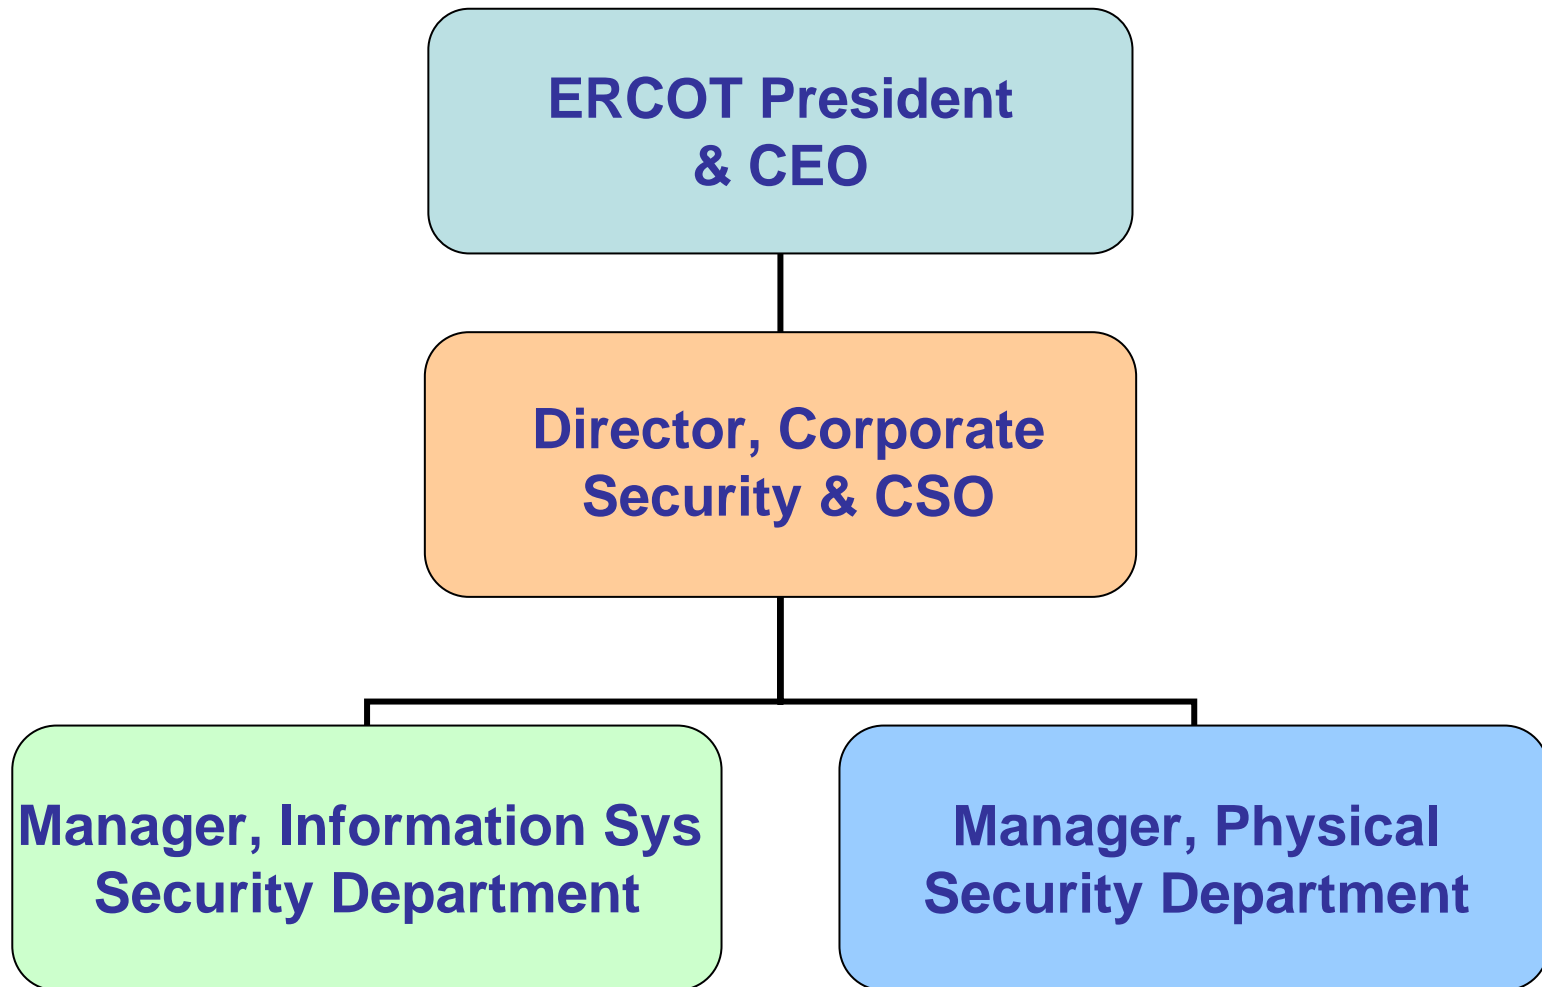 ERCOT President
& CEO
Director, Corporate
Security & CSO
Manager, Information Sys
Security Department
Manager, Physical
Security Department